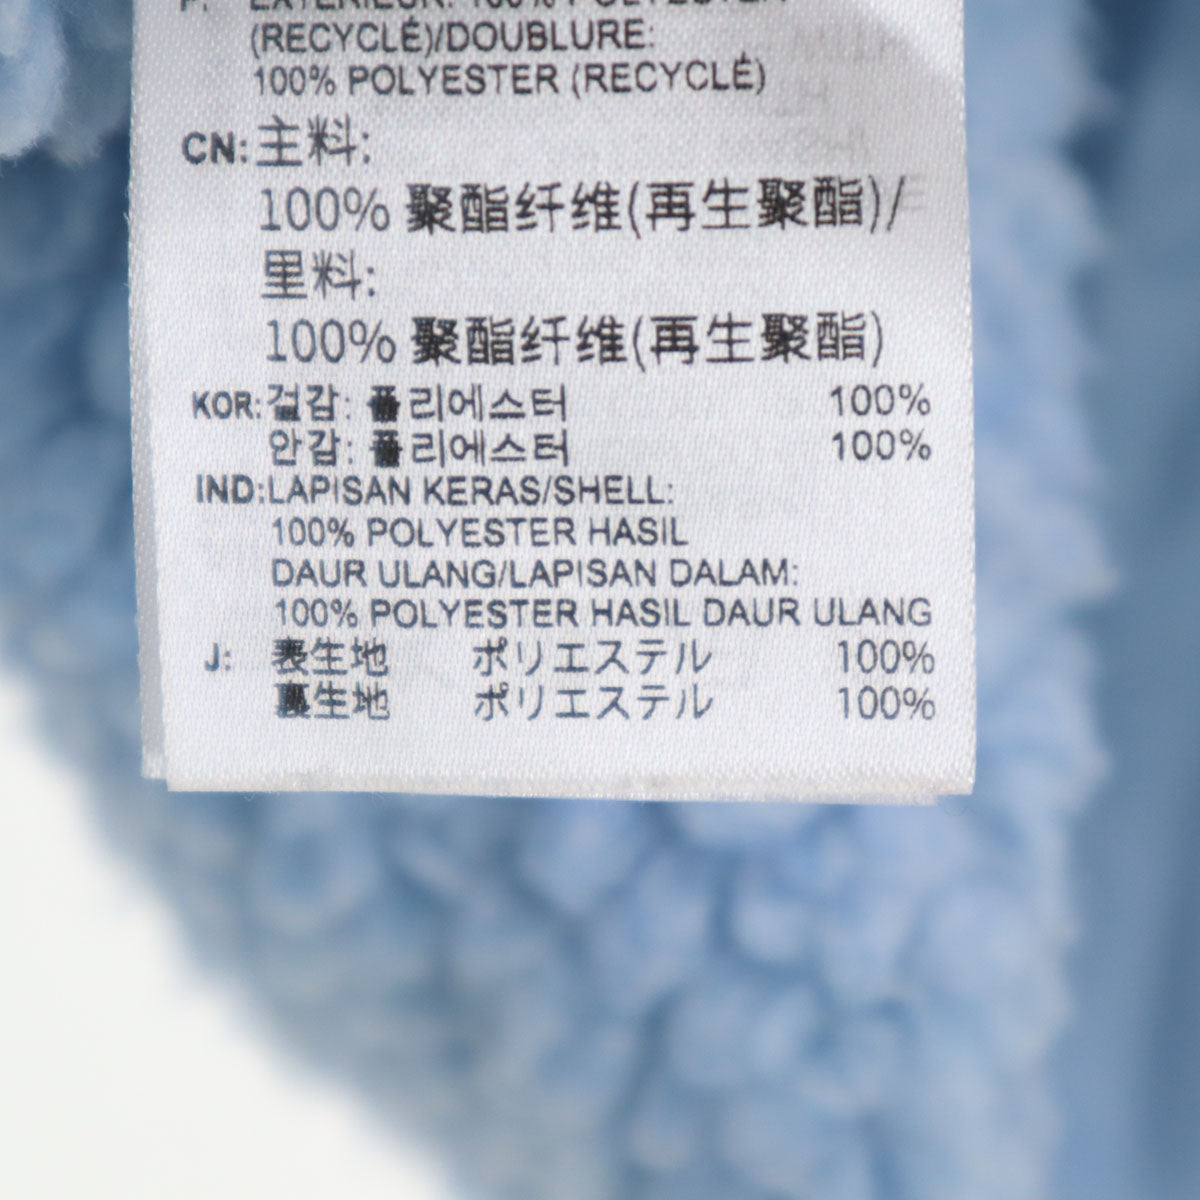 F: EXTÉRIEUR: 100% POLYESTER
(RECYCLÉ)/DOUBLURE:
100% POLYESTER (RECYCLÉ)
CN: 主料:
100% 聚酯纤维(再生聚酯)/
里料:
100% 聚酯纤维(再生聚酯)
KOR: 겉감: 폴리에스터 100%
안감: 폴리에스터 100%
IND: LAPISAN KERAS/SHELL:
100% POLYESTER HASIL
DAUR ULANG/LAPISAN DALAM:
100% POLYESTER HASIL DAUR ULANG
J: 表生地 ポリエステル 100%
裏生地 ポリエステル 100%